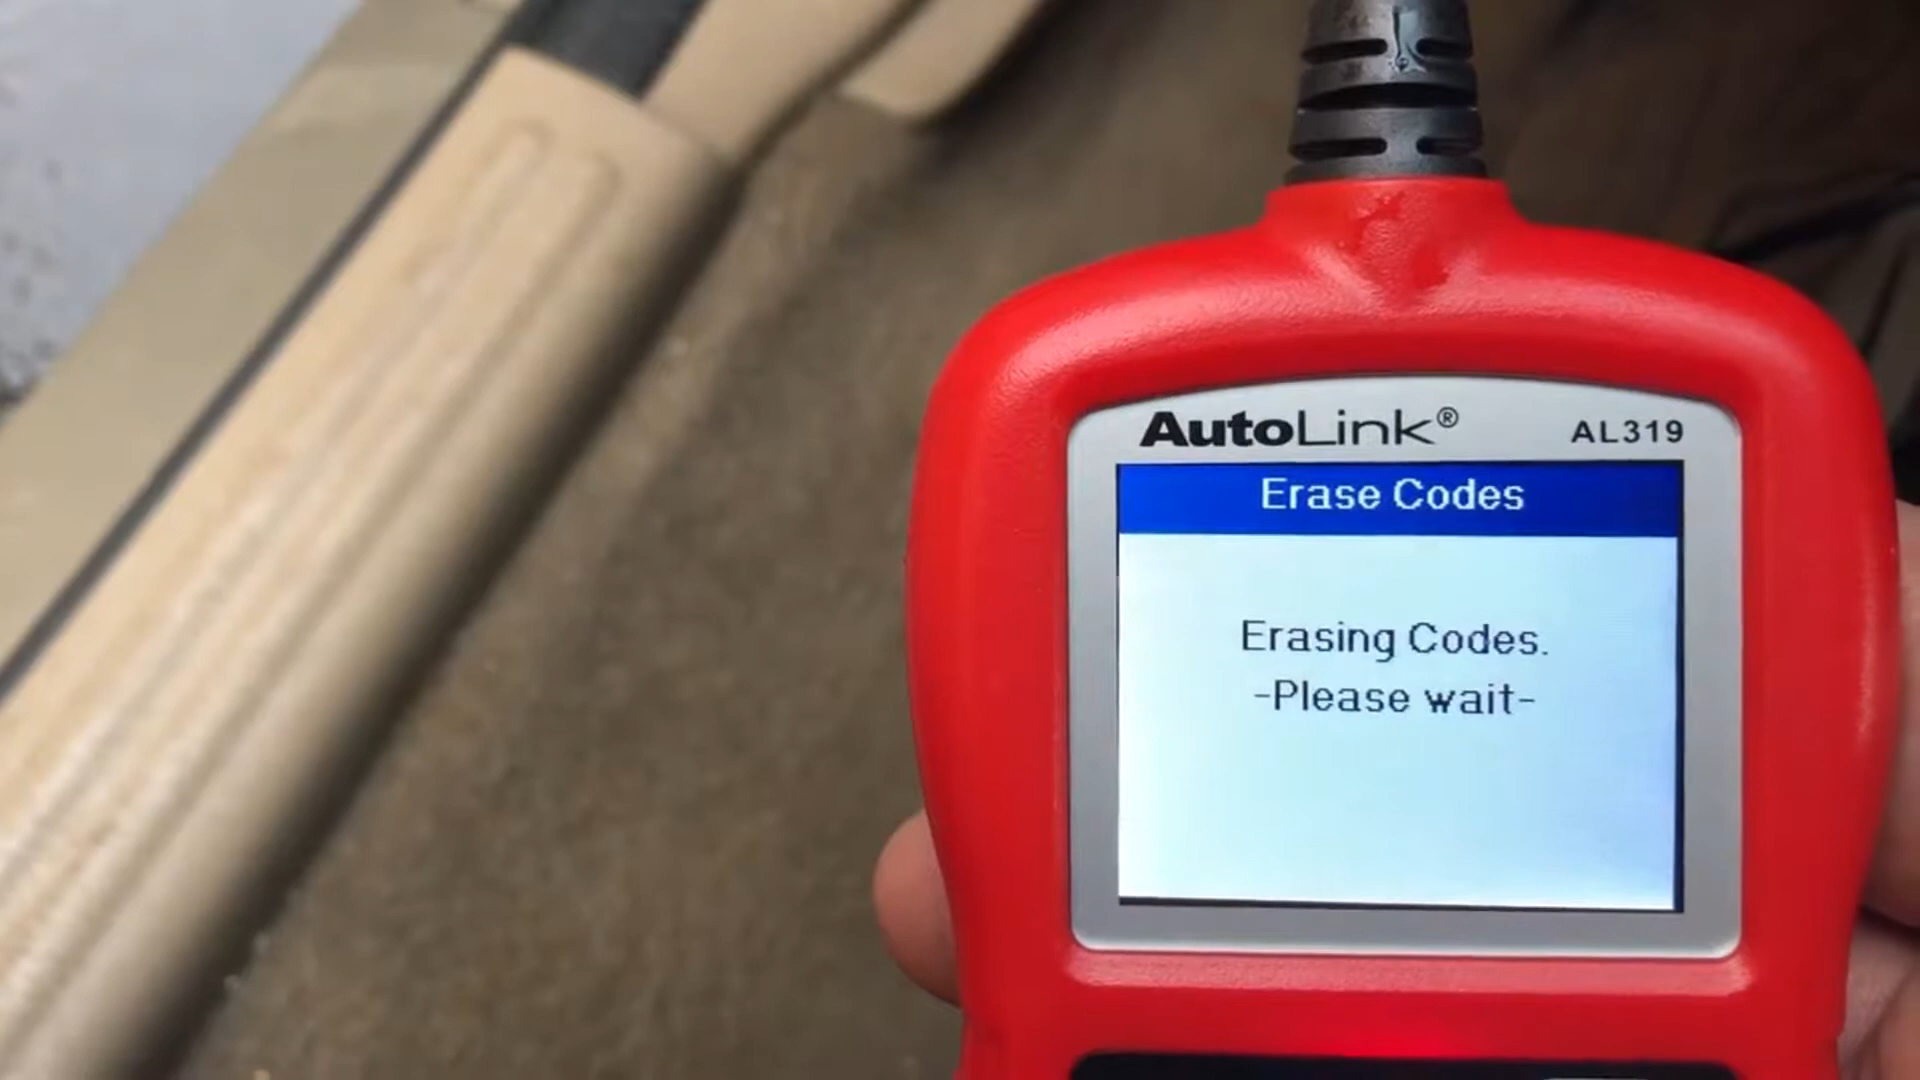 AutoLink® AL319
Erase Codes
Erasing Codes.
-Please wait-